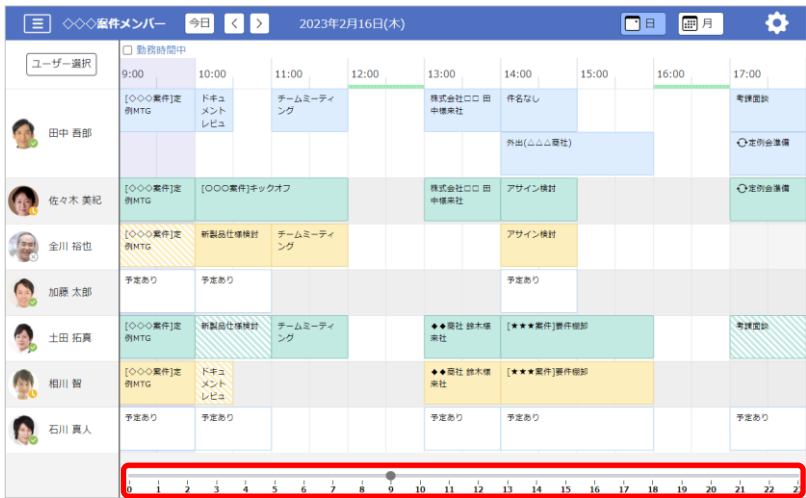 ◇◇◇案件メンバー 今日 < > 2023年2月16日(木) 日 月
ユーザー選択 勤務時間中
9:00 10:00 11:00 12:00 13:00 14:00 15:00 16:00 17:00
田中 吾郎
[◇◇◇案件]定
例MTG
ドキュ
メント
レビュ
チームミーティ
ング
株式会社□□ 田
中様来社
件名なし
外出(△△△商社)
考課面談
定例会準備
佐々木 美紀
[◇◇◇案件]定
例MTG
[○○○案件]キックオフ
株式会社□□ 田
中様来社
アサイン検討
定例会準備
全川 裕也
[◇◇◇案件]定
例MTG
新製品仕様検討
チームミーティ
ング
アサイン検討
加藤 太郎
予定あり
予定あり
予定あり
土田 拓真
[◇◇◇案件]定
例MTG
新製品仕様検討
チームミーティ
ング
◆◆商社 鈴木様
来社
[★★★案件]要件棚卸
考課面談
相川 智
[◇◇◇案件]定
例MTG
ドキュ
メント
レビュ
◆◆商社 鈴木様
来社
[★★★案件]要件棚卸
石川 真人
予定あり
予定あり
予定あり
予定あり
予定あり
0 1 2 3 4 5 6 7 8 9 10 11 12 13 14 15 16 17 18 19 20 21 22